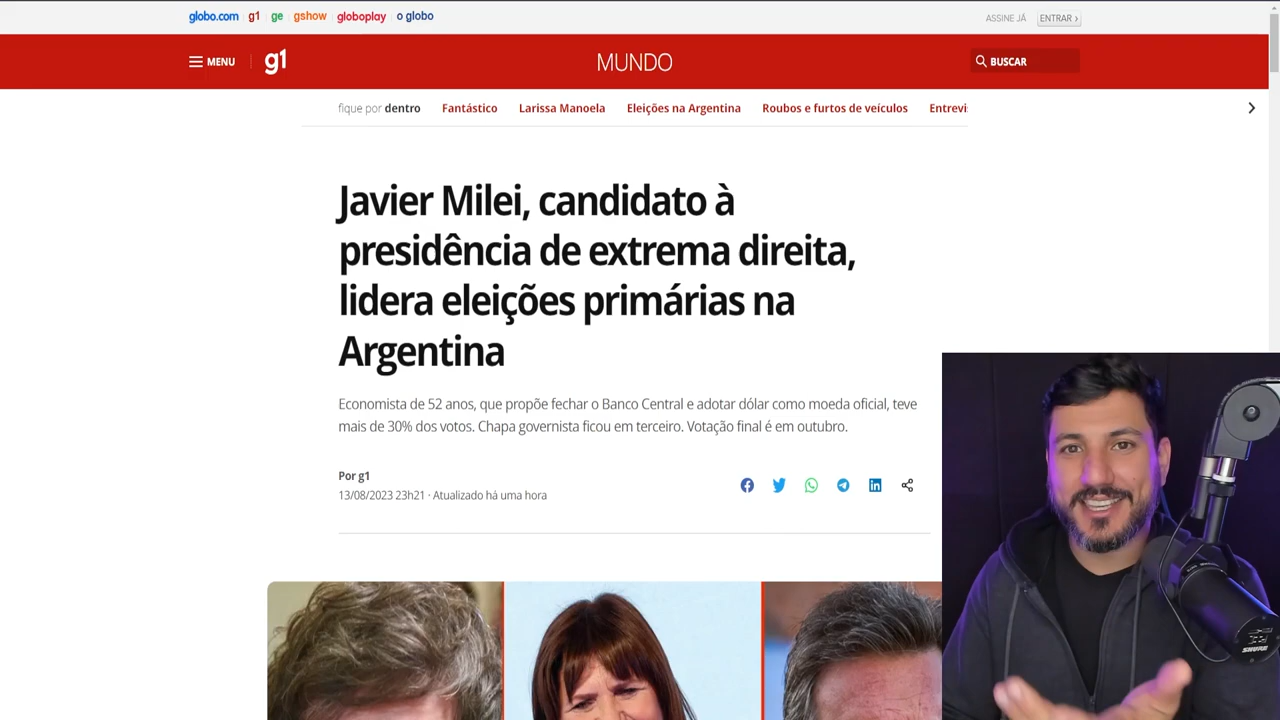 globo.com g1 ge gshow globoplay o globo
ASSINE JÁ ENTRAR ›
MENU g1 MUNDO BUSCAR
fique por dentro Fantástico Larissa Manoela Eleições na Argentina Roubos e furtos de veículos Entrevi
Javier Milei, candidato à
presidência de extrema direita,
lidera eleições primárias na
Argentina
Economista de 52 anos, que propõe fechar o Banco Central e adotar dólar como moeda oficial, teve
mais de 30% dos votos. Chapa governista ficou em terceiro. Votação final é em outubro.
Por g1
13/08/2023 23h21 · Atualizado há uma hora
SHURE